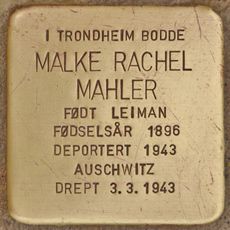 I TRONDHEIM BODDE
MALKE RACHEL
MAHLER
FØDT LEIMAN
FØDSELSÅR 1896
DEPORTERT 1943
AUSCHWITZ
DREPT 3.3.1943